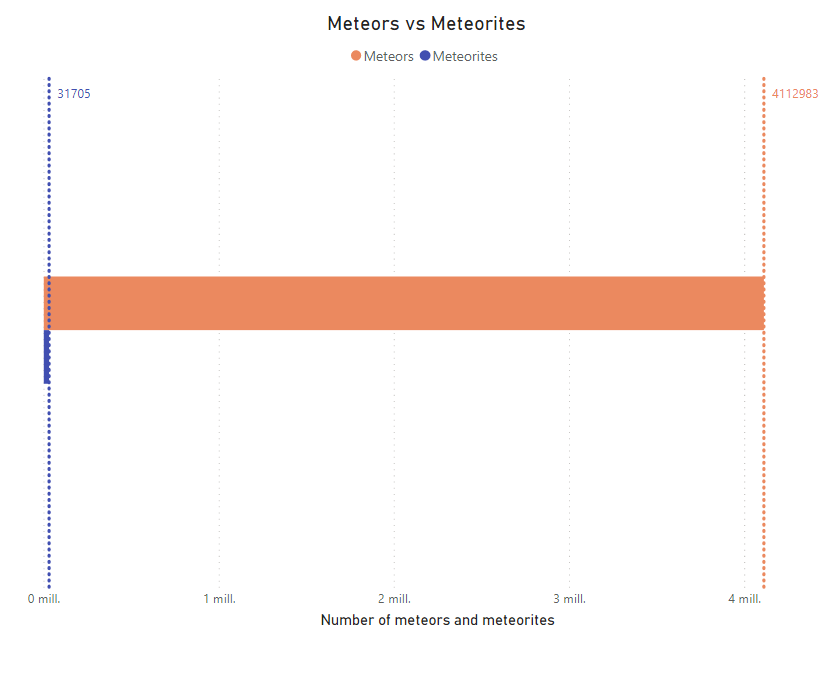 Meteors vs Meteorites
Meteors Meteorites
31705 4112983
0 mill. 1 mill. 2 mill. 3 mill. 4 mill.
Number of meteors and meteorites